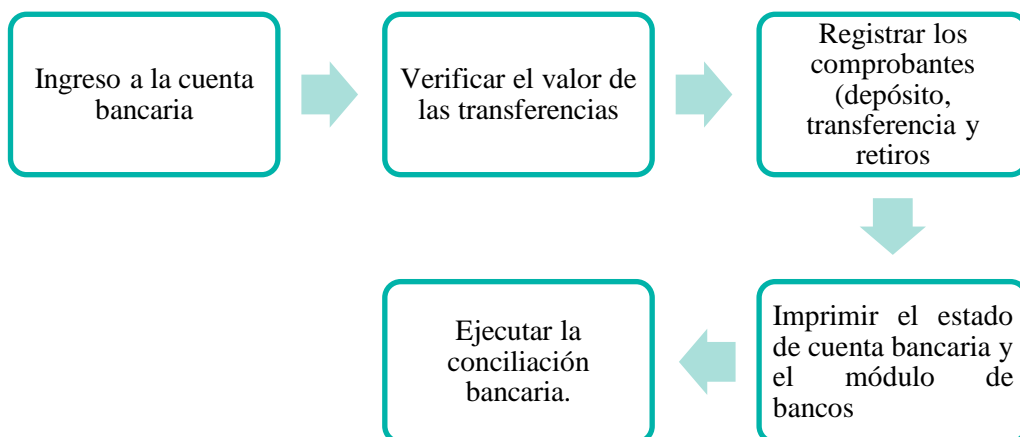 Ingreso a la cuenta
bancaria
Verificar el valor de
las transferencias
Registrar los
comprobantes
(depósito,
transferencia y
retiros
Imprimir el estado
de cuenta bancaria y
el módulo de
bancos
Ejecutar la
conciliación
bancaria.